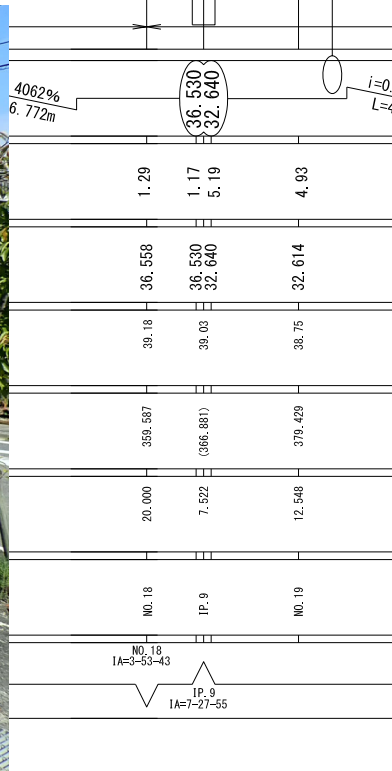 4062%
6.772m
36.530
32.640
i=0.
L=4
1.29
1.17
5.19
4.93
36.558
36.530
32.640
32.614
39.18
39.03
38.75
359.587
(366.881)
379.429
20.000
7.522
12.548
NO.18
IP.9
NO.19
NO.18
IA=3-53-43
IP.9
IA=7-27-55